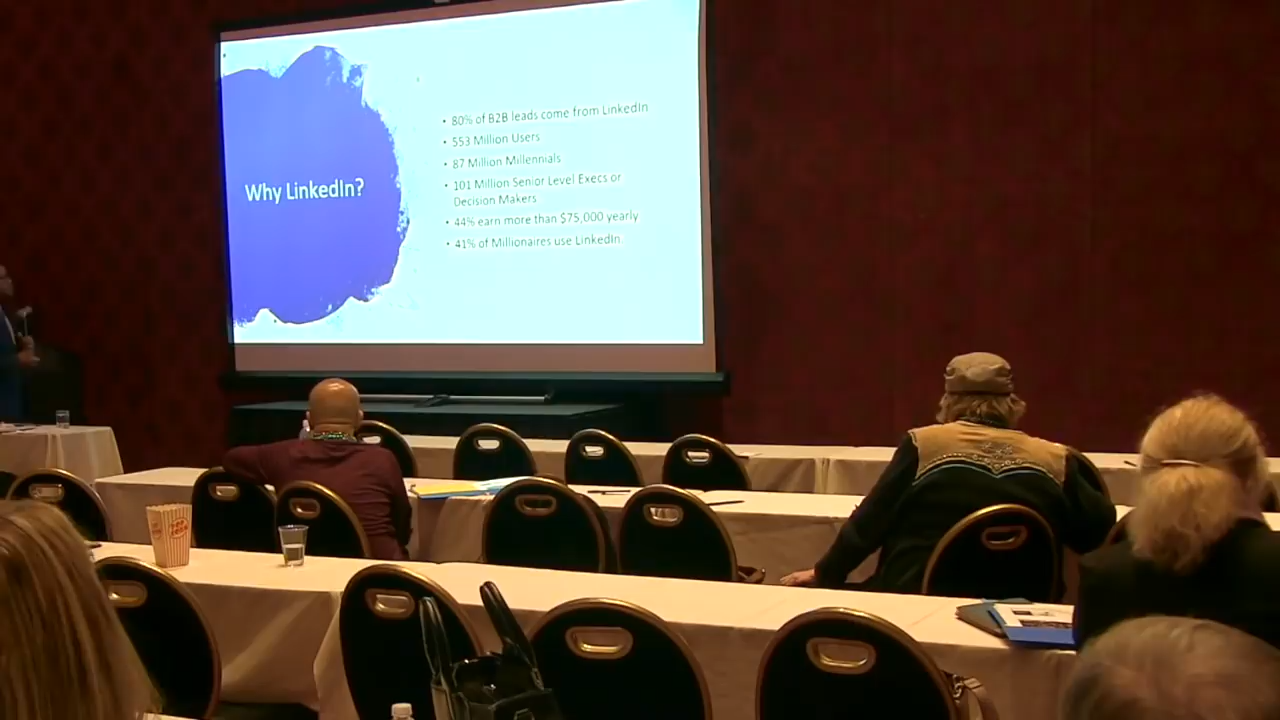 Why LinkedIn?
• 80% of B2B leads come from LinkedIn
• 553 Million Users
• 87 Million Millennials
• 101 Million Senior Level Execs or
Decision Makers
• 44% earn more than $75,000 yearly
• 41% of Millionaires use LinkedIn.